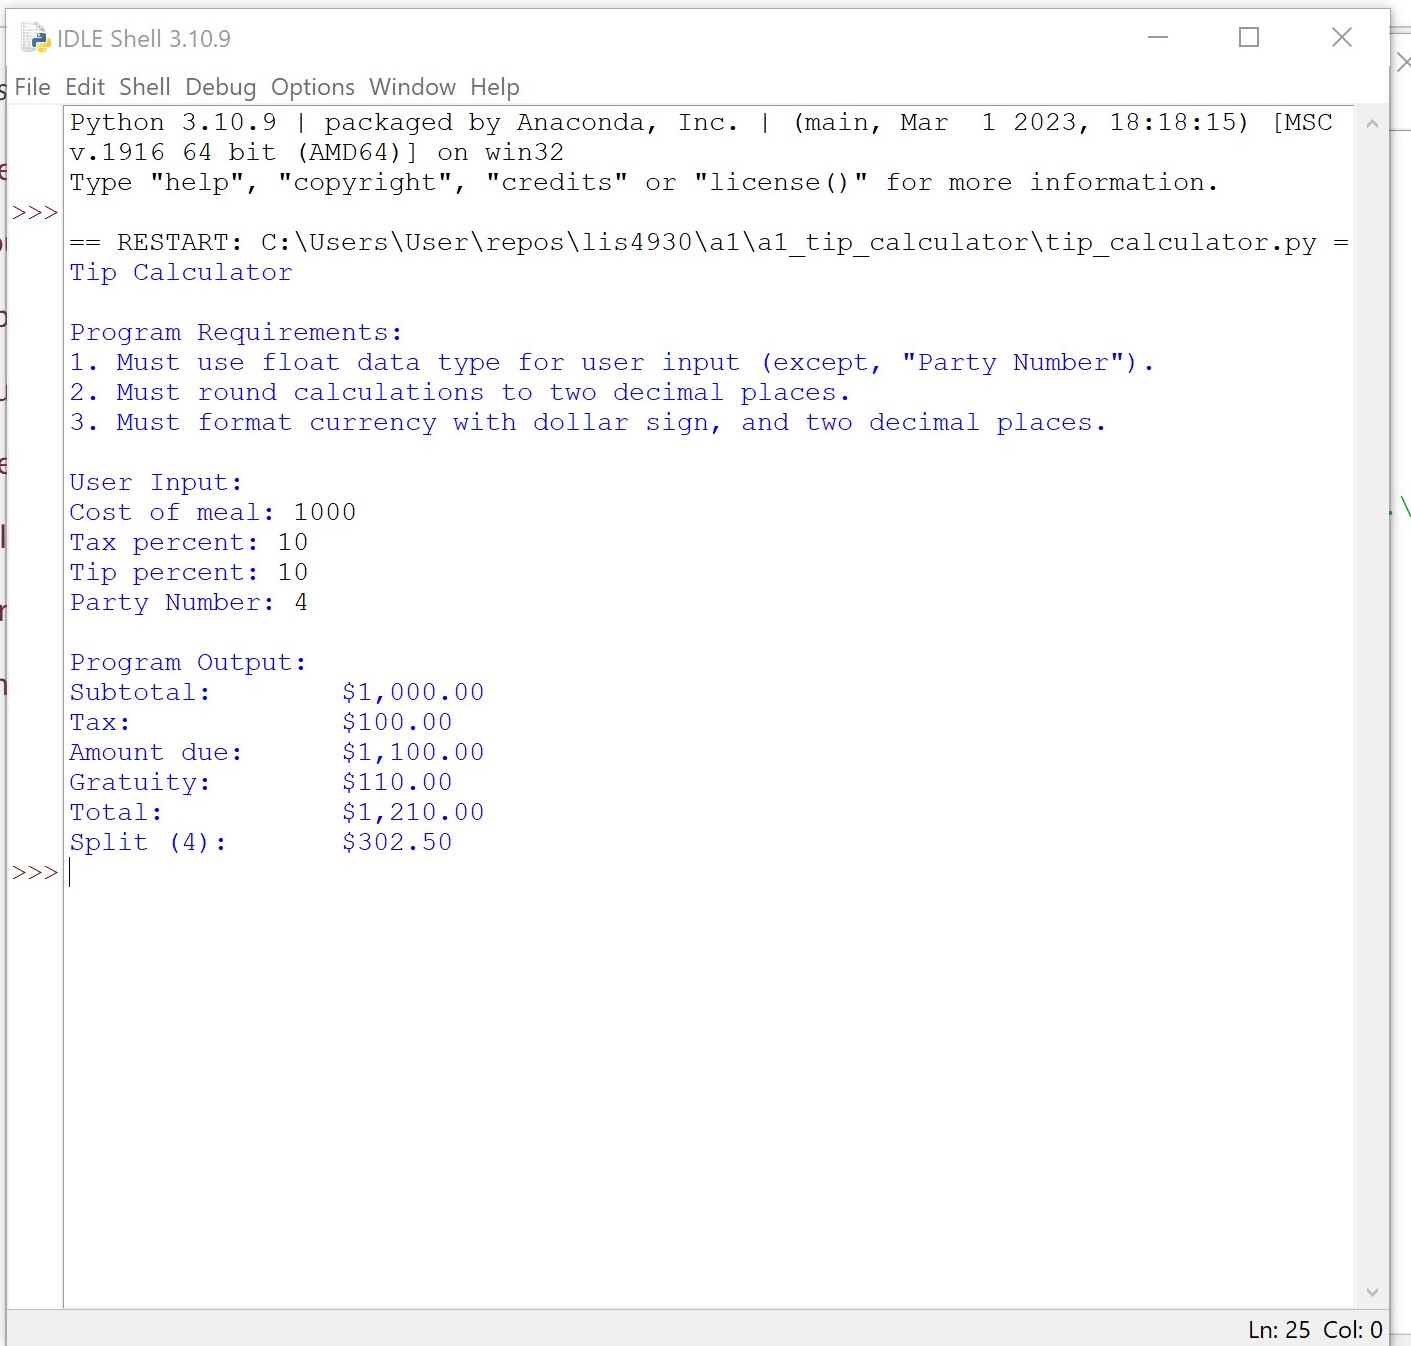 IDLE Shell 3.10.9
File Edit Shell Debug Options Window Help
Python 3.10.9 | packaged by Anaconda, Inc. | (main, Mar  1 2023, 18:18:15) [MSC
v.1916 64 bit (AMD64)] on win32
Type "help", "copyright", "credits" or "license()" for more information.
>>>
== RESTART: C:\Users\User\repos\lis4930\a1\a1_tip_calculator\tip_calculator.py =
Tip Calculator
Program Requirements:
1. Must use float data type for user input (except, "Party Number").
2. Must round calculations to two decimal places.
3. Must format currency with dollar sign, and two decimal places.
User Input:
Cost of meal: 1000
Tax percent: 10
Tip percent: 10
Party Number: 4
Program Output:
Subtotal: $1,000.00
Tax: $100.00
Amount due: $1,100.00
Gratuity: $110.00
Total: $1,210.00
Split (4): $302.50
>>>
Ln: 25 Col: 0